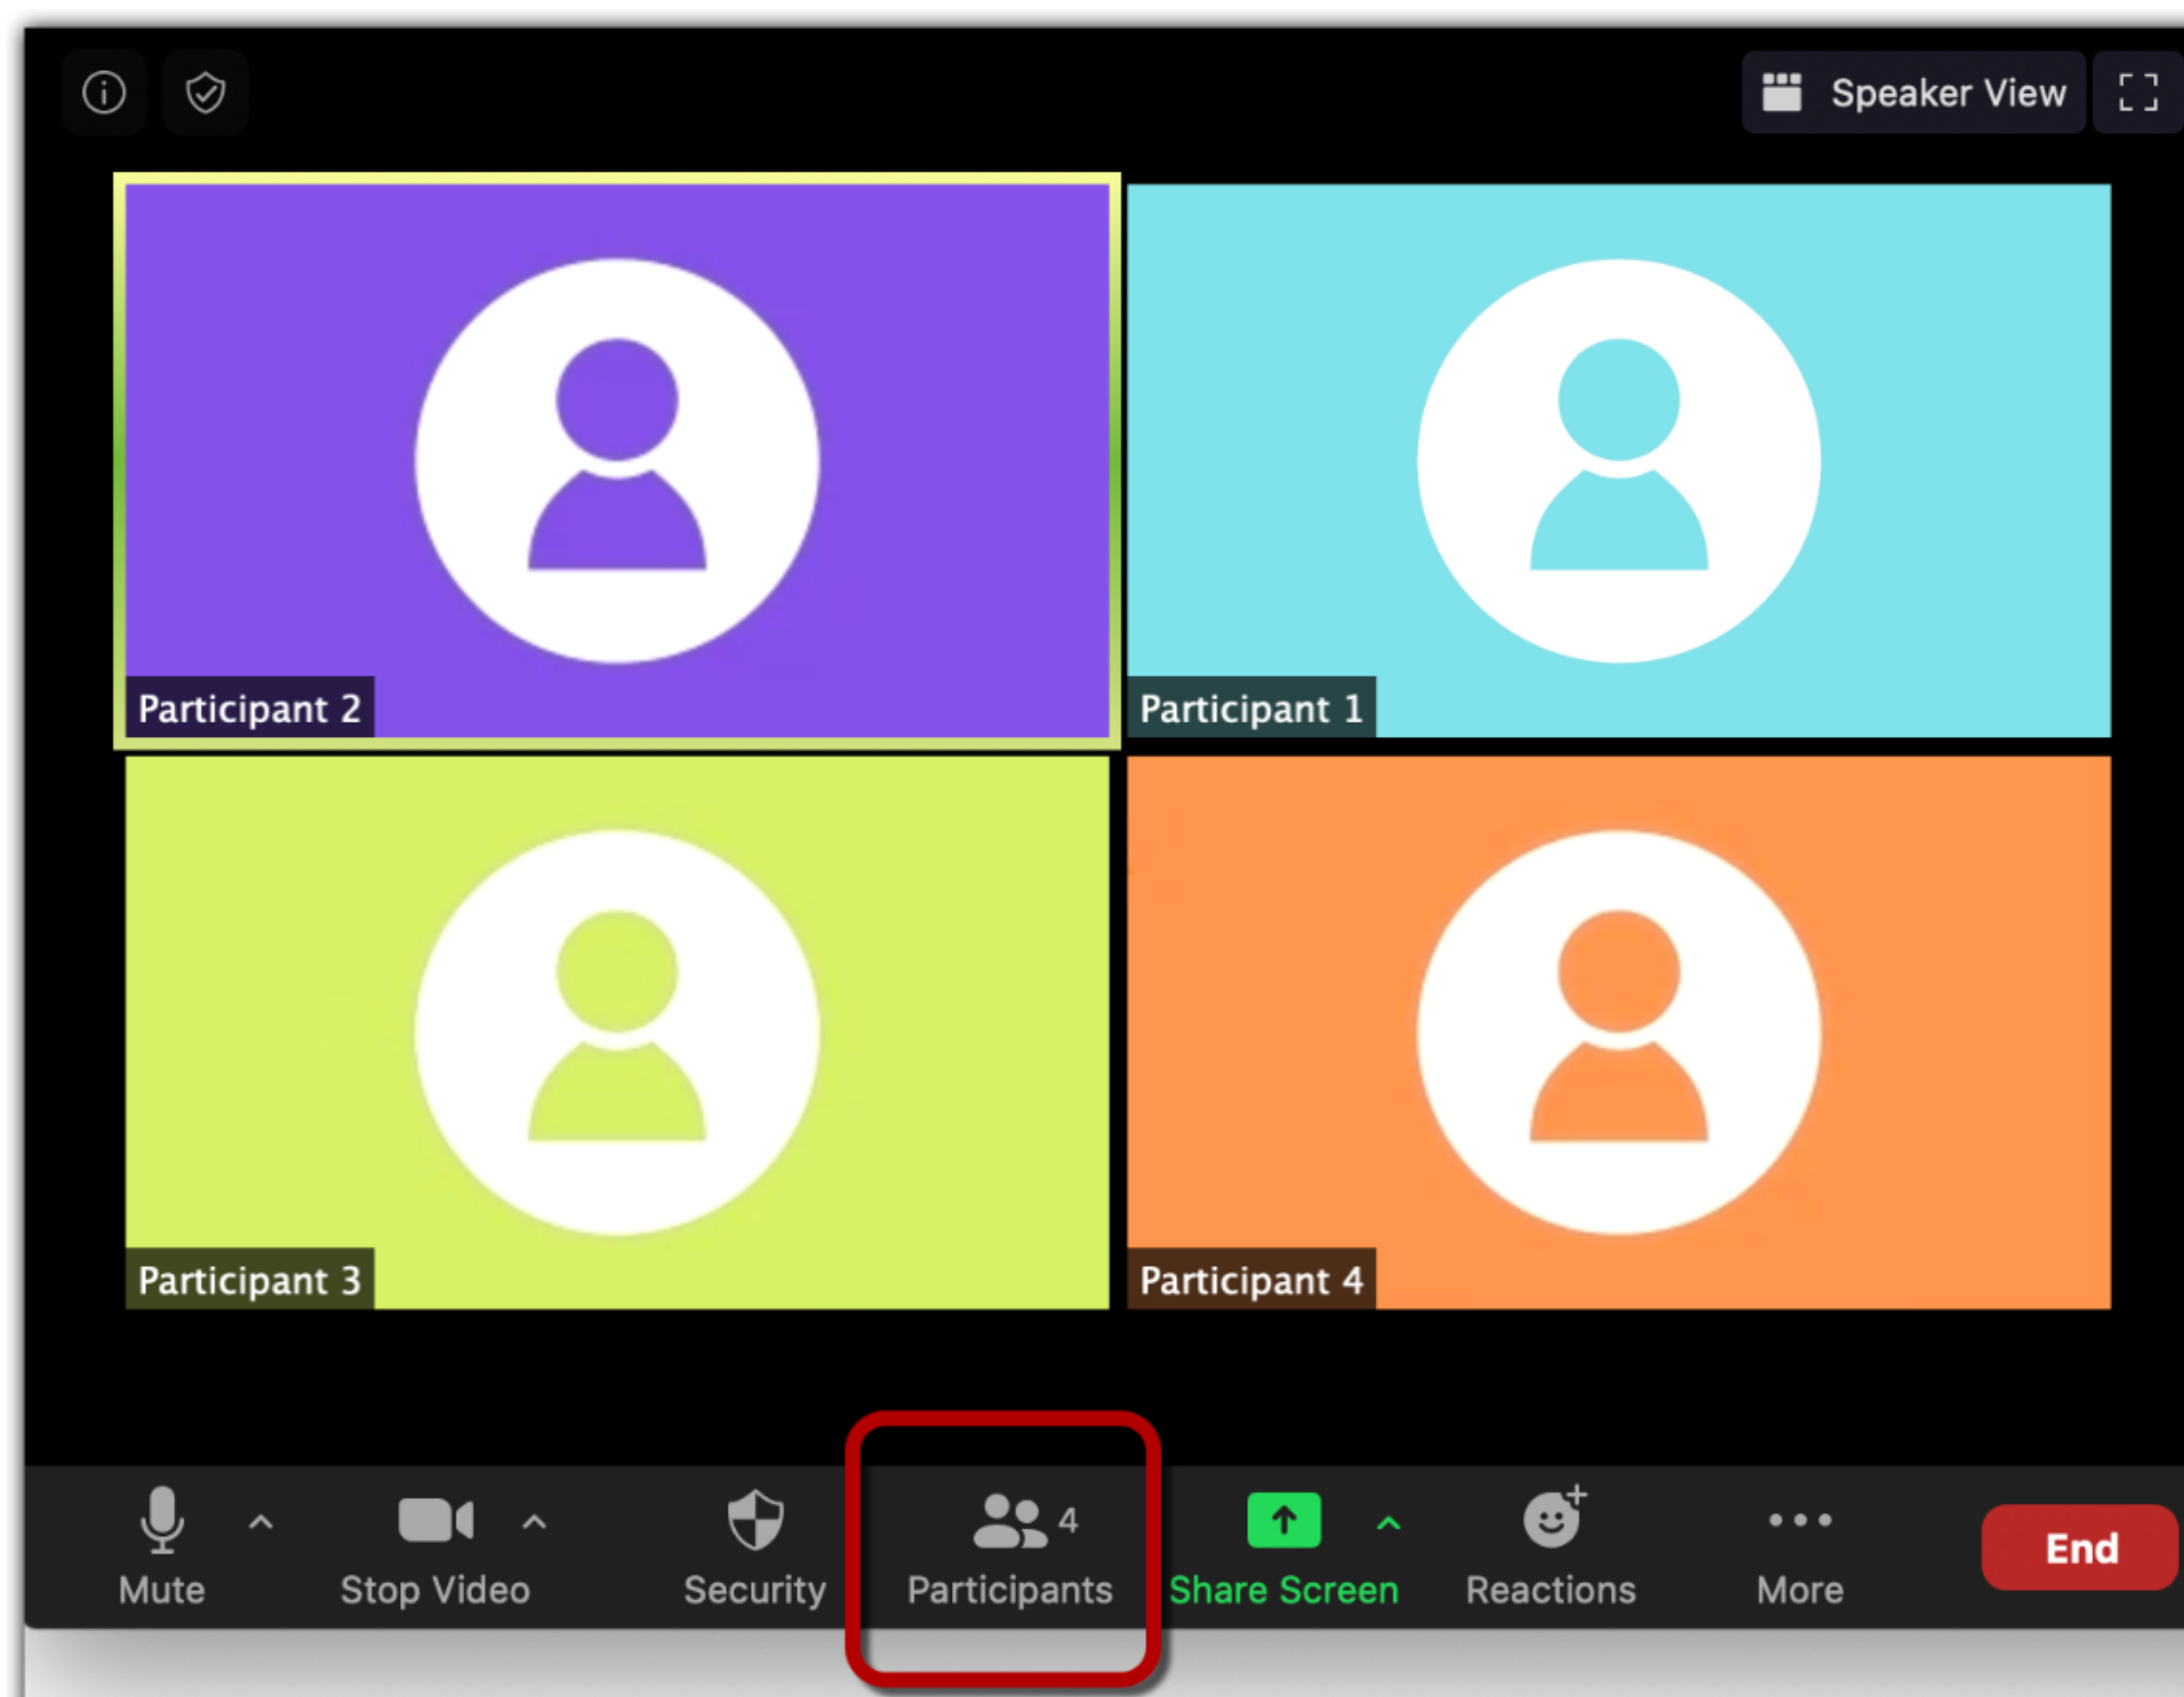 Speaker View
Participant 2
Participant 1
Participant 3
Participant 4
4
Mute
Stop Video
Security
Participants
Share Screen
Reactions
More
End